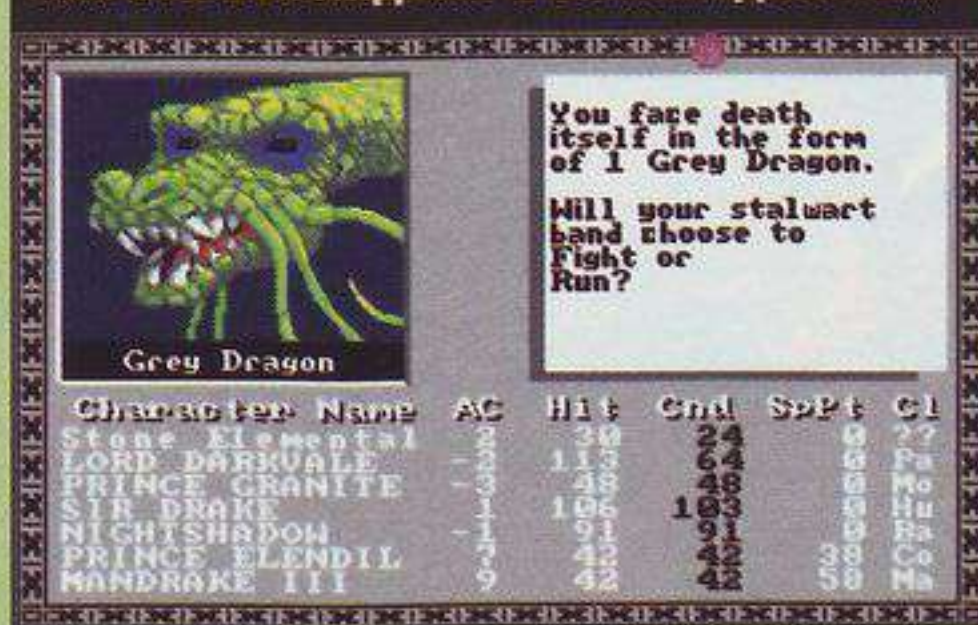 You face death
itself in the form
of 1 Grey Dragon.
Will your stalwart
band choose to
Fight or
Run?
Grey Dragon
Character Name AC Hit Cnd SpPt Cl
Stone Elemental 2 30 24 0 ??
LORD DARKVALE 113 64 0 Pa
PRINCE GRANITE -3 48 48 0 Mo
SIR DRAKE 1 106 103 0 Hu
NIGHTSHADOW -1 91 91 0 Ba
PRINCE ELENDIL 42 42 38 Co
MANDRAKE III 9 42 42 50 Ma